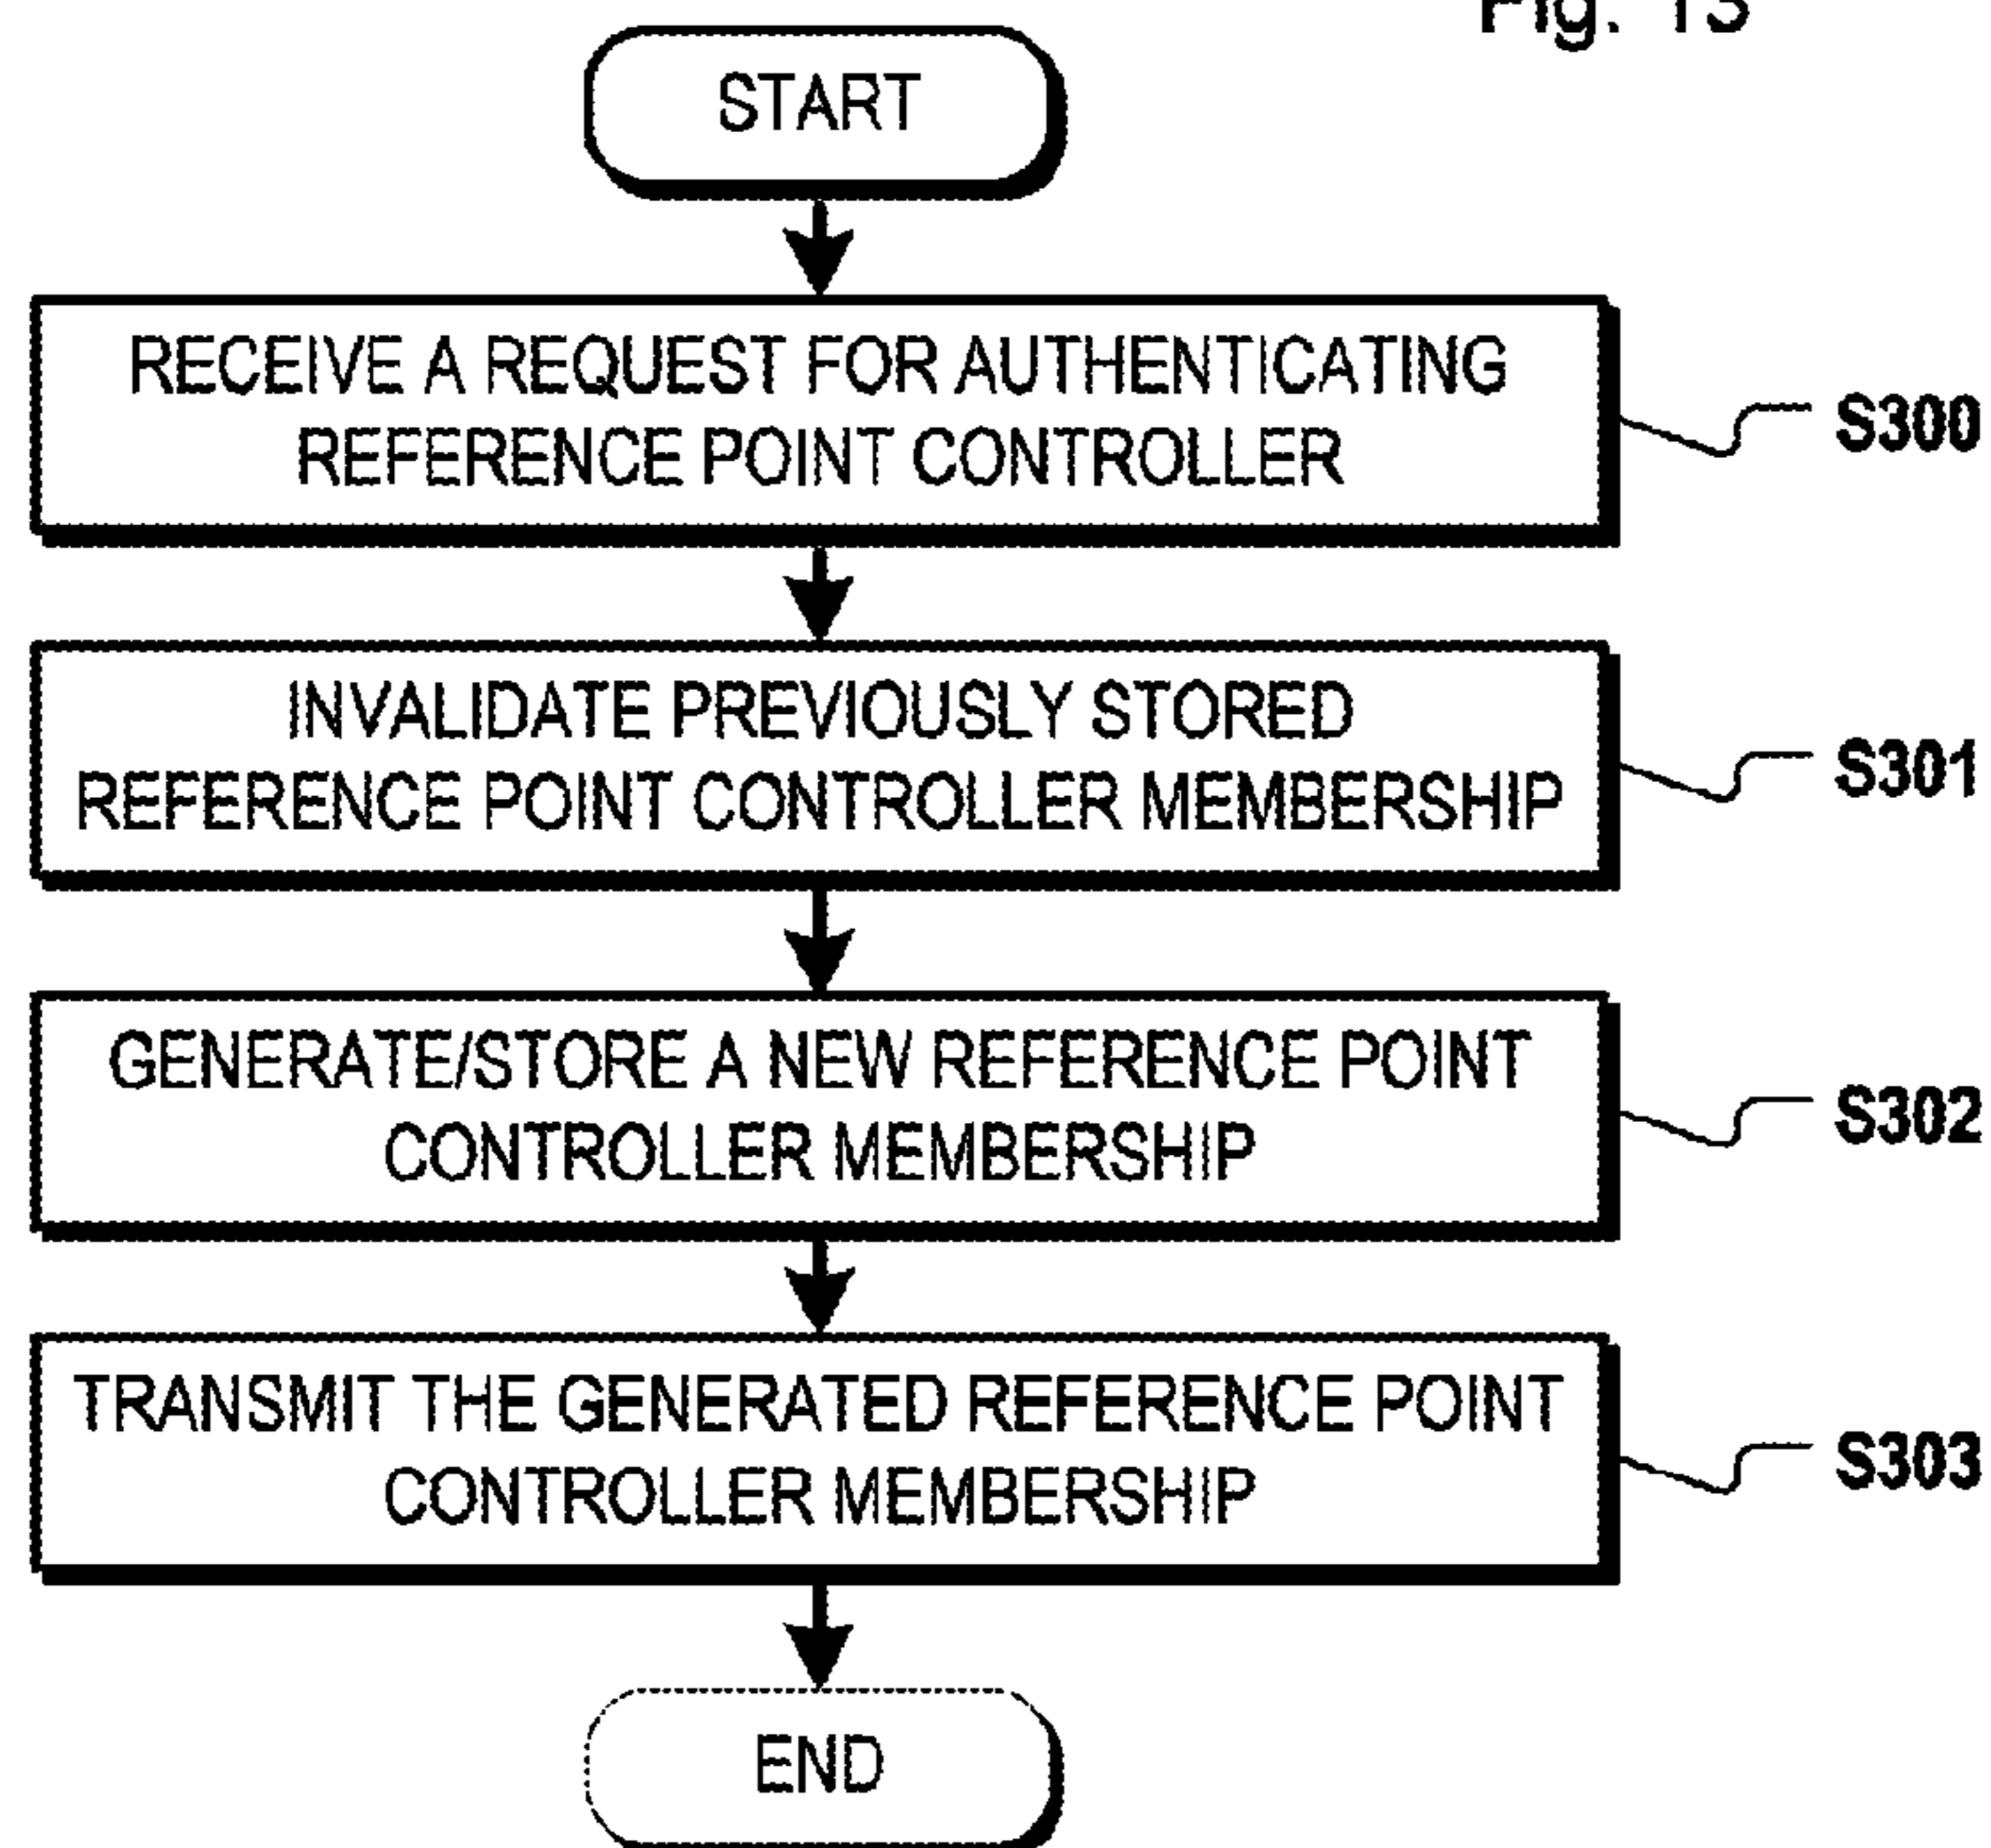 Fig. 13
START
RECEIVE A REQUEST FOR AUTHENTICATING
REFERENCE POINT CONTROLLER
S300
INVALIDATE PREVIOUSLY STORED
REFERENCE POINT CONTROLLER MEMBERSHIP
S301
GENERATE/STORE A NEW REFERENCE POINT
CONTROLLER MEMBERSHIP
S302
TRANSMIT THE GENERATED REFERENCE POINT
CONTROLLER MEMBERSHIP
S303
END